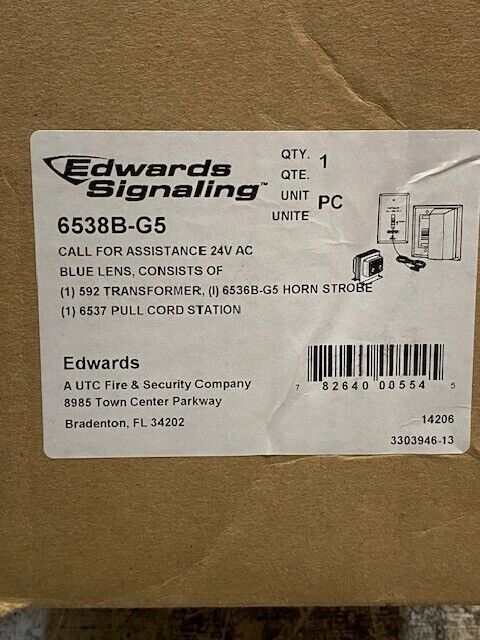 Edwards
Signaling™
QTY. 1
QTE.
UNIT PC
UNITE
6538B-G5
CALL FOR ASSISTANCE 24V AC
BLUE LENS, CONSISTS OF
(1) 592 TRANSFORMER, (I) 6536B-G5 HORN STROBE
(1) 6537 PULL CORD STATION
Edwards
A UTC Fire & Security Company
8985 Town Center Parkway
Bradenton, FL 34202
7 82640 00554 5
14206
3303946-13